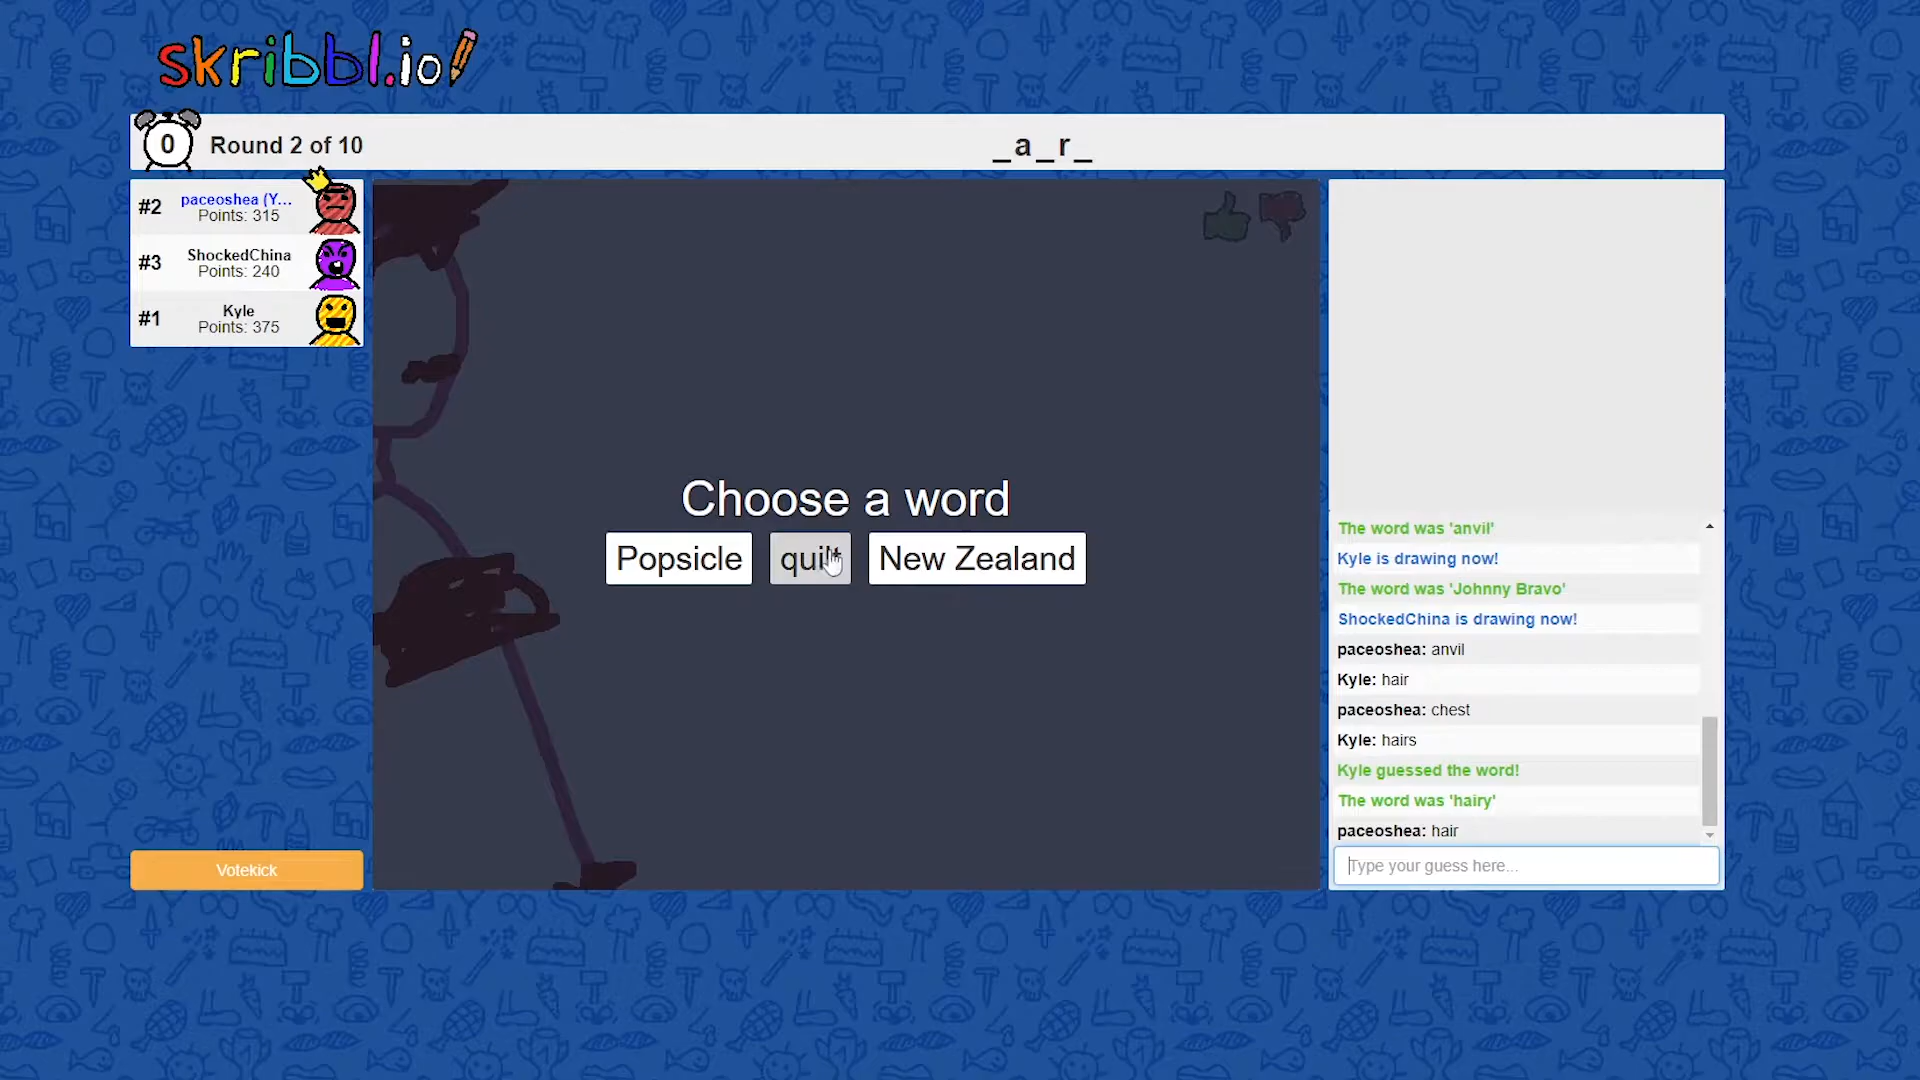 skribbl.io
0
Round 2 of 10
_a_r_
#2
paceoshea (Y...
Points: 315
#3
ShockedChina
Points: 240
#1
Kyle
Points: 375
Choose a word
Popsicle
New Zealand
The word was 'anvil'
Kyle is drawing now!
The word was 'Johnny Bravo'
ShockedChina is drawing now!
paceoshea: anvil
Kyle: hair
paceoshea: chest
Kyle: hairs
Kyle guessed the word!
The word was 'hairy'
paceoshea: hair
Type your guess here...
Votekick